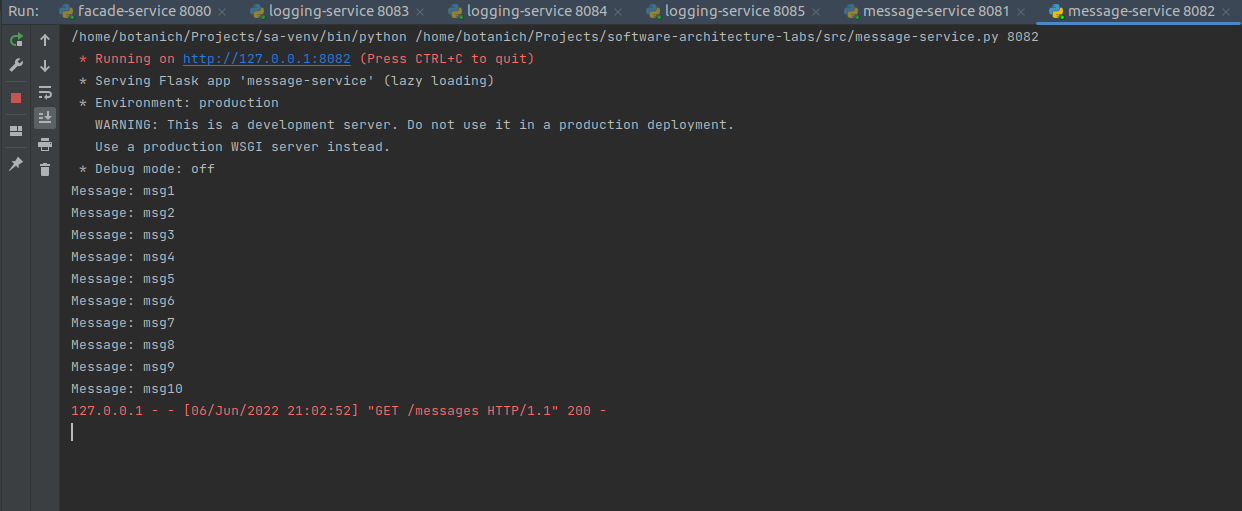 Run: facade-service 8080 × logging-service 8083 × logging-service 8084 × logging-service 8085 × message-service 8081 × message-service 8082 ×
/home/botanich/Projects/sa-venv/bin/python /home/botanich/Projects/software-architecture-labs/src/message-service.py 8082
* Running on http://127.0.0.1:8082 (Press CTRL+C to quit)
* Serving Flask app 'message-service' (lazy loading)
* Environment: production
WARNING: This is a development server. Do not use it in a production deployment.
Use a production WSGI server instead.
* Debug mode: off
Message: msg1
Message: msg2
Message: msg3
Message: msg4
Message: msg5
Message: msg6
Message: msg7
Message: msg8
Message: msg9
Message: msg10
127.0.0.1 - - [06/Jun/2022 21:02:52] "GET /messages HTTP/1.1" 200 -